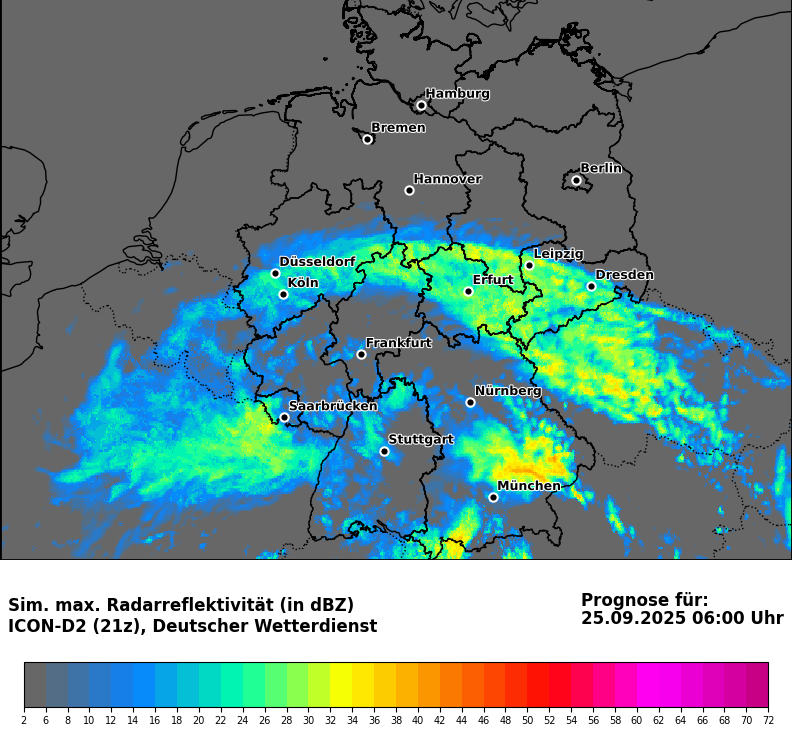 Hamburg
Bremen
Berlin
Hannover
Leipzig
Düsseldorf
Dresden
Köln
Erfurt
Frankfurt
Nürnberg
Saarbrücken
Stuttgart
München
Sim. max. Radarreflektivität (in dBZ)
ICON-D2 (21z), Deutscher Wetterdienst
Prognose für:
25.09.2025 06:00 Uhr
2 6 8 10 12 14 16 18 20 22 24 26 28 30 32 34 36 38 40 42 44 46 48 50 52 54 56 58 60 62 64 66 68 70 72